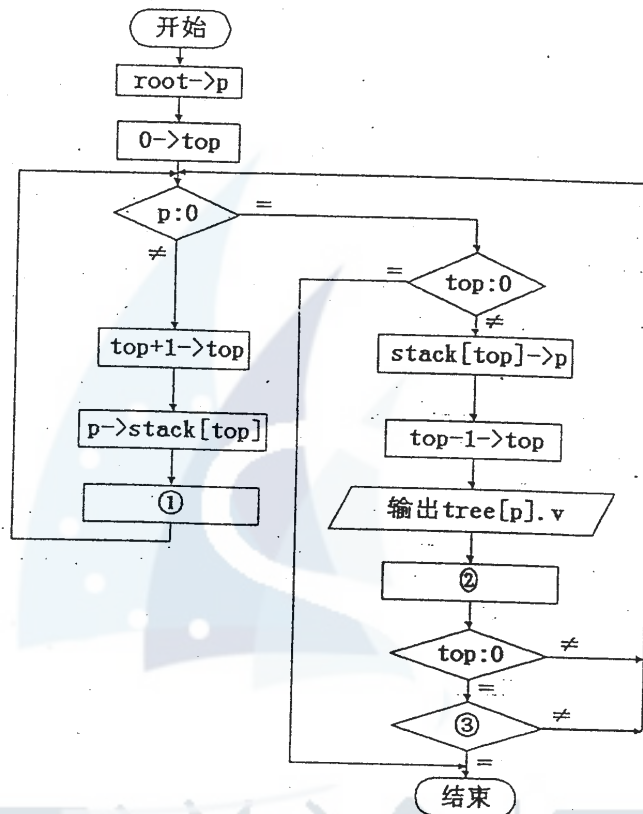 开始
root->p
0->top
p:0
=
≠
top:0
=
≠
top+1->top
stack[top]->p
p->stack[top]
top-1->top
①
输出tree[p].v
②
top:0
≠
=
③
≠
=
结束